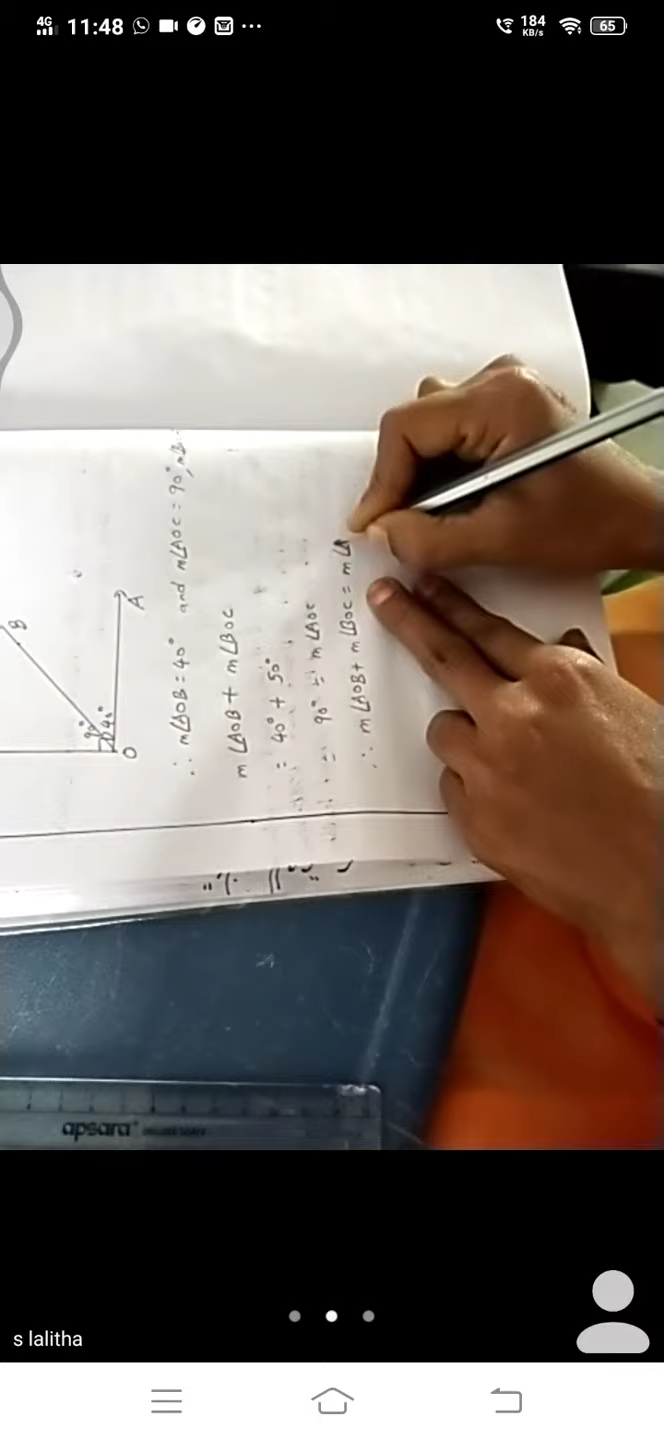 4G 11:48 ... 184 KB/s 65
B
A
O
40°
∴ m∠AOB = 40° and m∠AOC = 90°,
m∠AOB + m∠BOC
= 40° + 50°
= 90° = m∠AOC
∴ m∠AOB + m∠BOC = m∠A
apsara
s lalitha